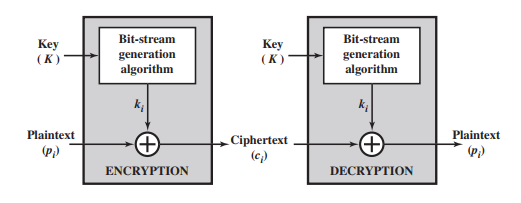 Key
(K)
Bit-stream
generation
algorithm
k_i
Plaintext
(p_i)
ENCRYPTION
Ciphertext
(c_i)
Key
(K)
Bit-stream
generation
algorithm
k_i
DECRYPTION
Plaintext
(p_i)